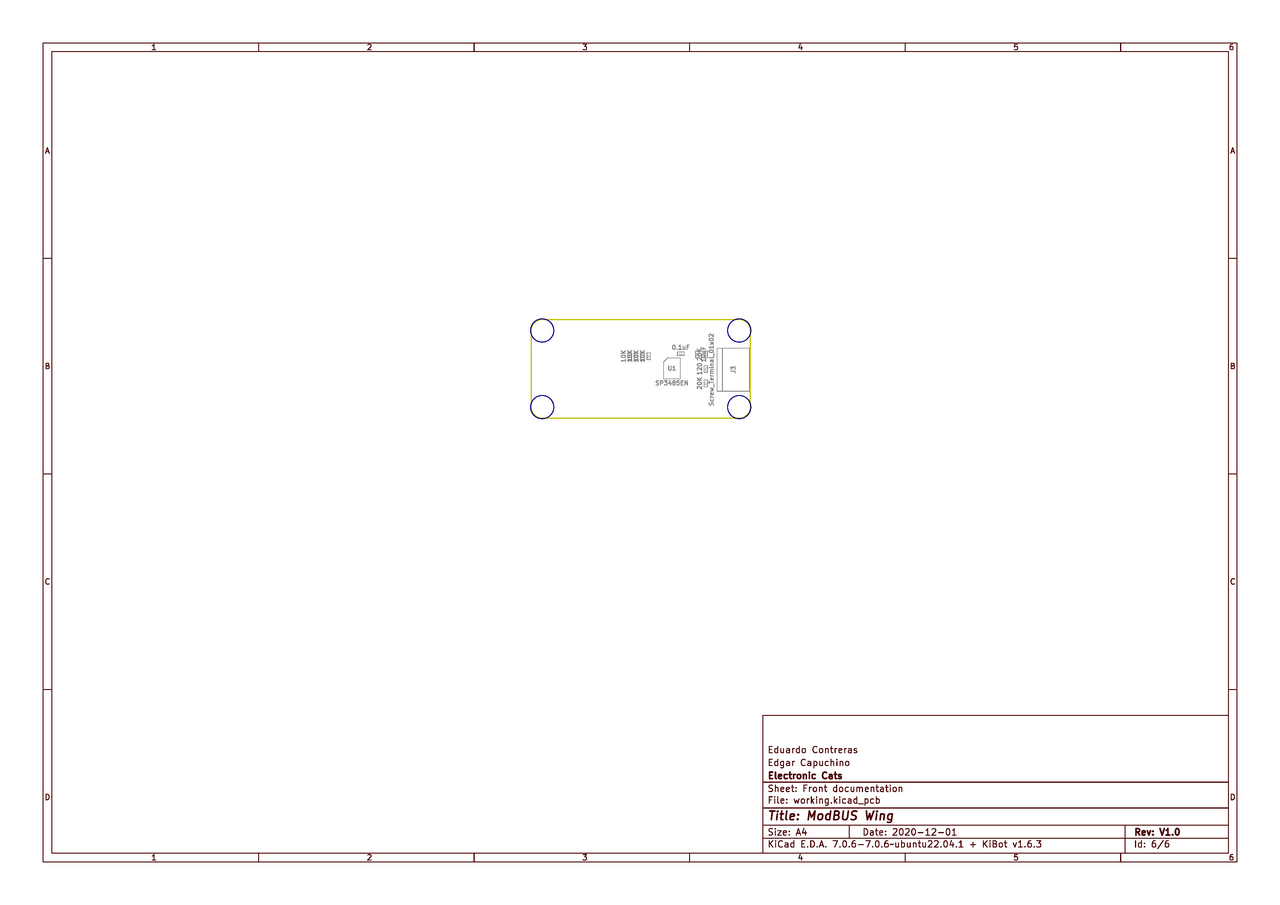 1 2 3 4 5 6
A A
B B
C C
D D
10K
10K
10K
10K
0.1uF
U1
SP3485EN
20K
120
Screw_Terminal_01x02
J3
Eduardo Contreras
Edgar Capuchino
Electronic Cats
Sheet: Front documentation
File: working.kicad_pcb
Title: ModBUS Wing
Size: A4 Date: 2020-12-01 Rev: V1.0
KiCad E.D.A. 7.0.6-7.0.6~ubuntu22.04.1 + KiBot v1.6.3 Id: 6/6
1 2 3 4 5 6